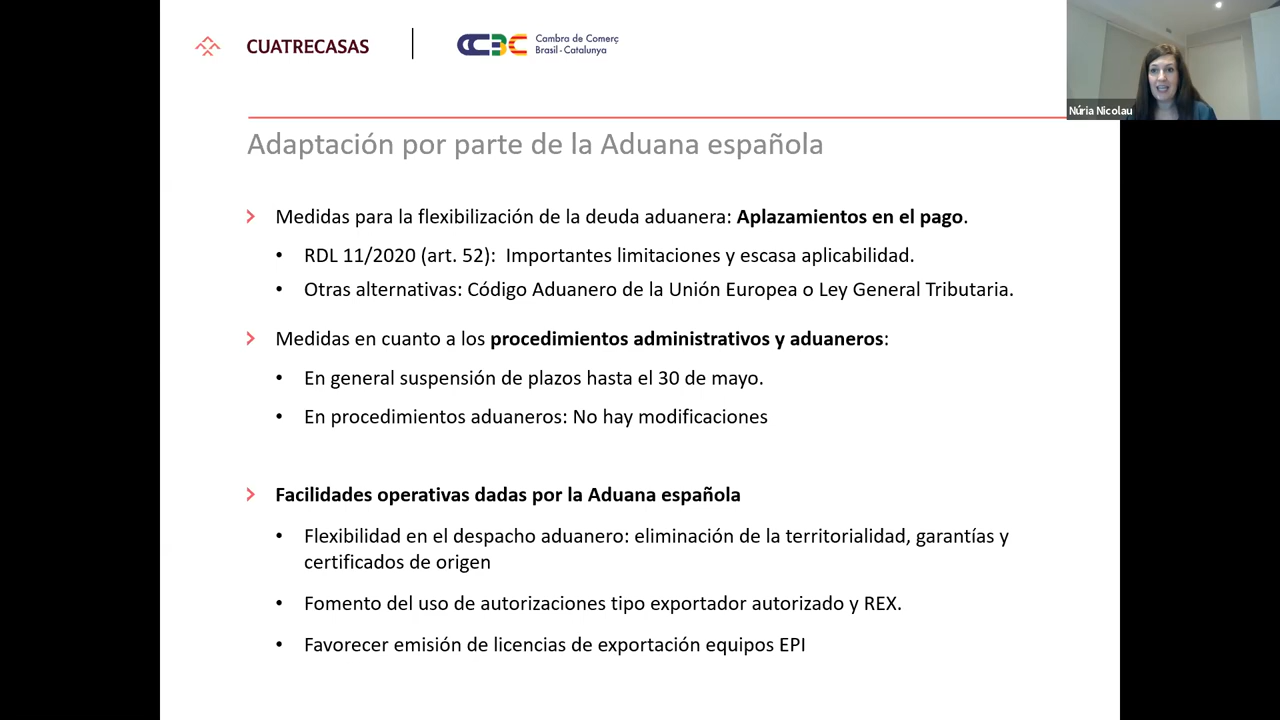 CUATRECASAS
CCBC
Cambra de Comerç
Brasil - Catalunya
Núria Nicolau
Adaptación por parte de la Aduana española
Medidas para la flexibilización de la deuda aduanera: Aplazamientos en el pago.
• RDL 11/2020 (art. 52): Importantes limitaciones y escasa aplicabilidad.
• Otras alternativas: Código Aduanero de la Unión Europea o Ley General Tributaria.
Medidas en cuanto a los procedimientos administrativos y aduaneros:
• En general suspensión de plazos hasta el 30 de mayo.
• En procedimientos aduaneros: No hay modificaciones
Facilidades operativas dadas por la Aduana española
• Flexibilidad en el despacho aduanero: eliminación de la territorialidad, garantías y
certificados de origen
• Fomento del uso de autorizaciones tipo exportador autorizado y REX.
• Favorecer emisión de licencias de exportación equipos EPI